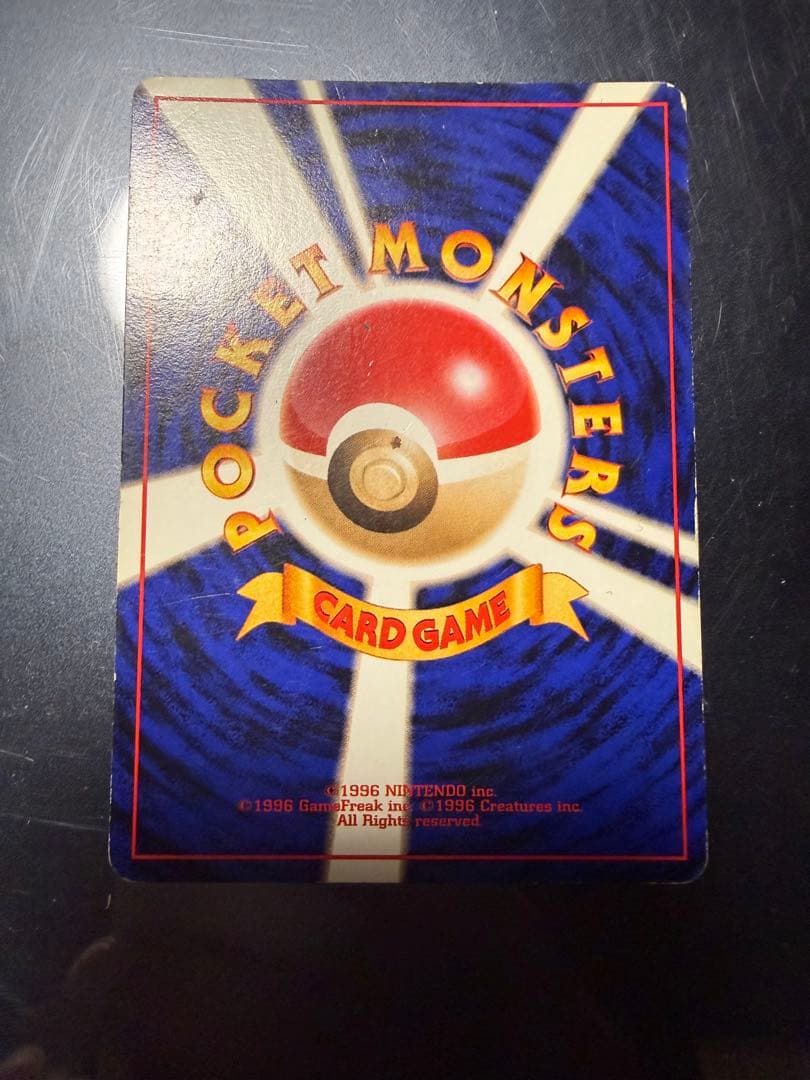 POCKET MONSTERS
CARD GAME
©1996 NINTENDO inc.
©1996 GameFreak inc. ©1996 Creatures inc.
All Rights reserved.